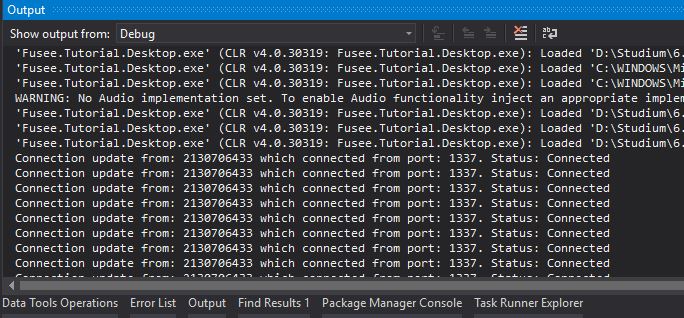 Output
Show output from: Debug
'Fusee.Tutorial.Desktop.exe' (CLR v4.0.30319: Fusee.Tutorial.Desktop.exe): Loaded 'D:\Studium\6.
'Fusee.Tutorial.Desktop.exe' (CLR v4.0.30319: Fusee.Tutorial.Desktop.exe): Loaded 'C:\WINDOWS\Mi
'Fusee.Tutorial.Desktop.exe' (CLR v4.0.30319: Fusee.Tutorial.Desktop.exe): Loaded 'C:\WINDOWS\Mi
WARNING: No Audio implementation set. To enable Audio functionality inject an appropriate implem
'Fusee.Tutorial.Desktop.exe' (CLR v4.0.30319: Fusee.Tutorial.Desktop.exe): Loaded 'D:\Studium\6.
'Fusee.Tutorial.Desktop.exe' (CLR v4.0.30319: Fusee.Tutorial.Desktop.exe): Loaded 'D:\Studium\6.
'Fusee.Tutorial.Desktop.exe' (CLR v4.0.30319: Fusee.Tutorial.Desktop.exe): Loaded 'D:\Studium\6.
Connection update from: 2130706433 which connected from port: 1337. Status: Connected
Connection update from: 2130706433 which connected from port: 1337. Status: Connected
Connection update from: 2130706433 which connected from port: 1337. Status: Connected
Connection update from: 2130706433 which connected from port: 1337. Status: Connected
Connection update from: 2130706433 which connected from port: 1337. Status: Connected
Connection update from: 2130706433 which connected from port: 1337. Status: Connected
Connection update from: 2130706433 which connected from port: 1337. Status: Connected
Connection update from: 2130706433 which connected from port: 1337. Status: Connected
Connection update from: 2130706433 which connected from port: 1337. Status: Connected
Data Tools Operations Error List Output Find Results 1 Package Manager Console Task Runner Explorer